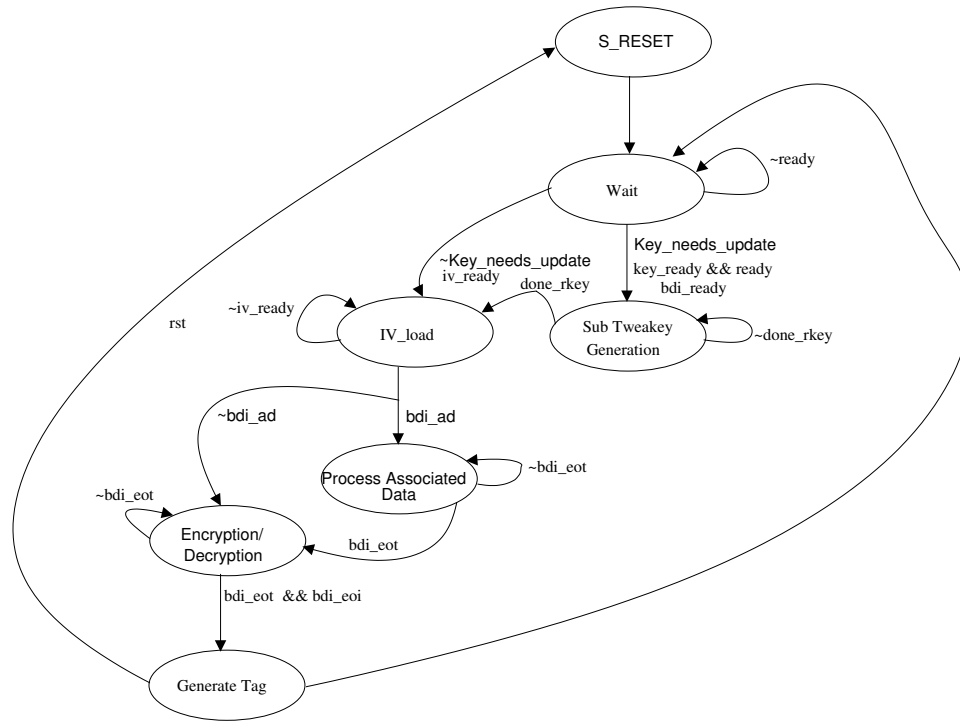 S_RESET
~ready
Wait
Key_needs_update
key_ready && ready
bdi_ready
~Key_needs_update
iv_ready
done_rkey
~iv_ready
rst
IV_load
Sub Tweakey
Generation
~done_rkey
~bdi_ad
bdi_ad
Process Associated
Data
~bdi_eot
~bdi_eot
Encryption/
Decryption
bdi_eot
bdi_eot && bdi_eoi
Generate Tag